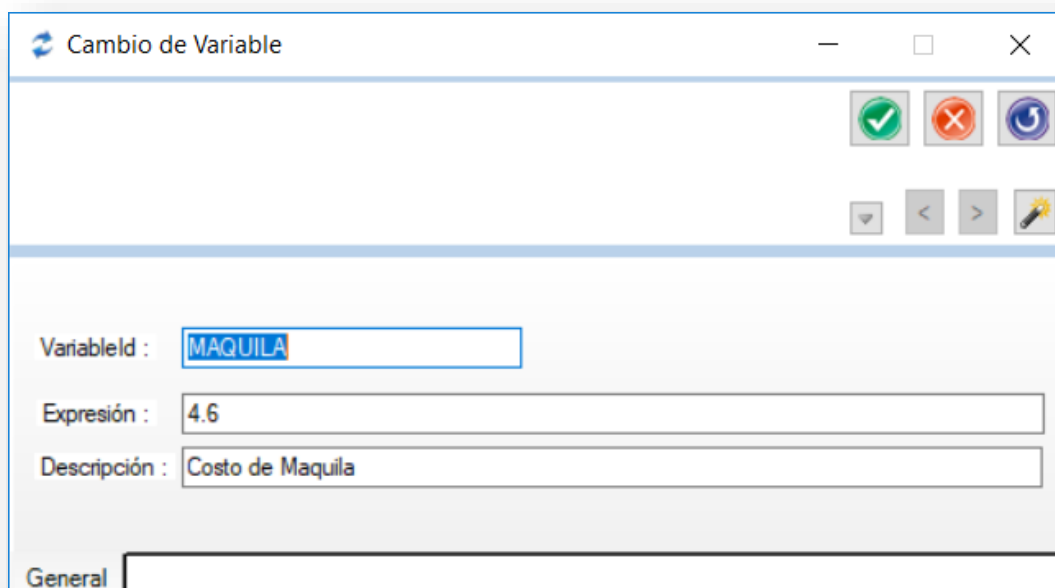 Cambio de Variable
< >
VariableId : MAQUILA
Expresión : 4.6
Descripción : Costo de Maquila
General